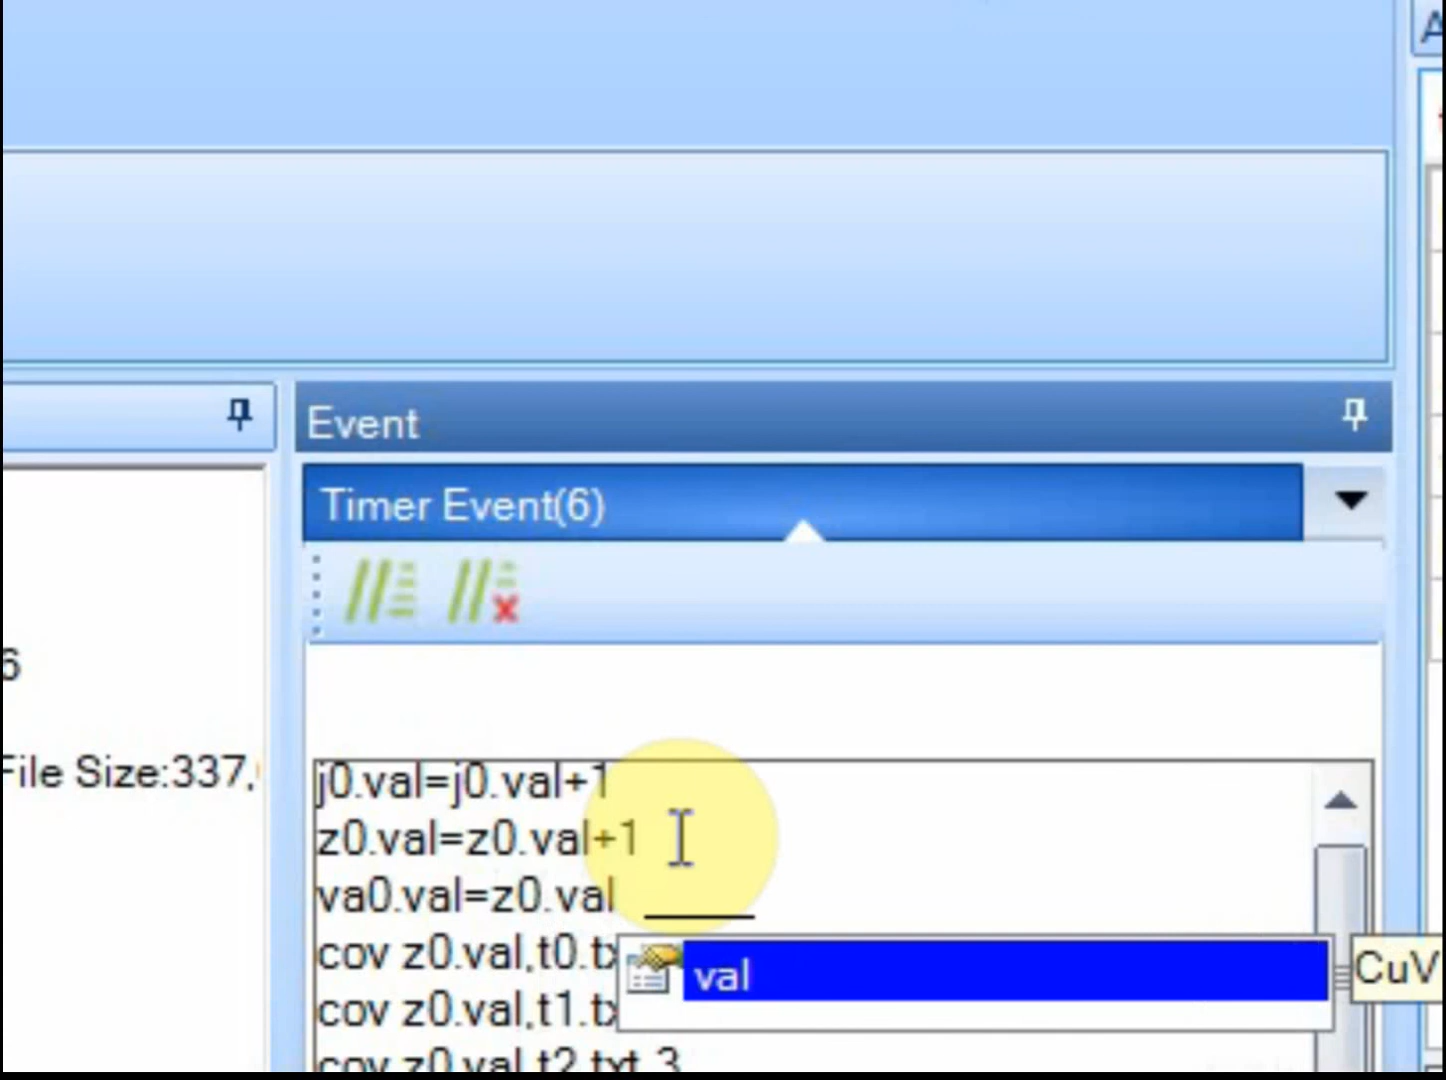 Event
Timer Event(6)
6
File Size:337,
j0.val=j0.val+1
z0.val=z0.val+1
va0.val=z0.val
cov z0.val,t0.tx
val
CuV
cov z0.val,t1.tx
cov z0.val,t2.txt,3